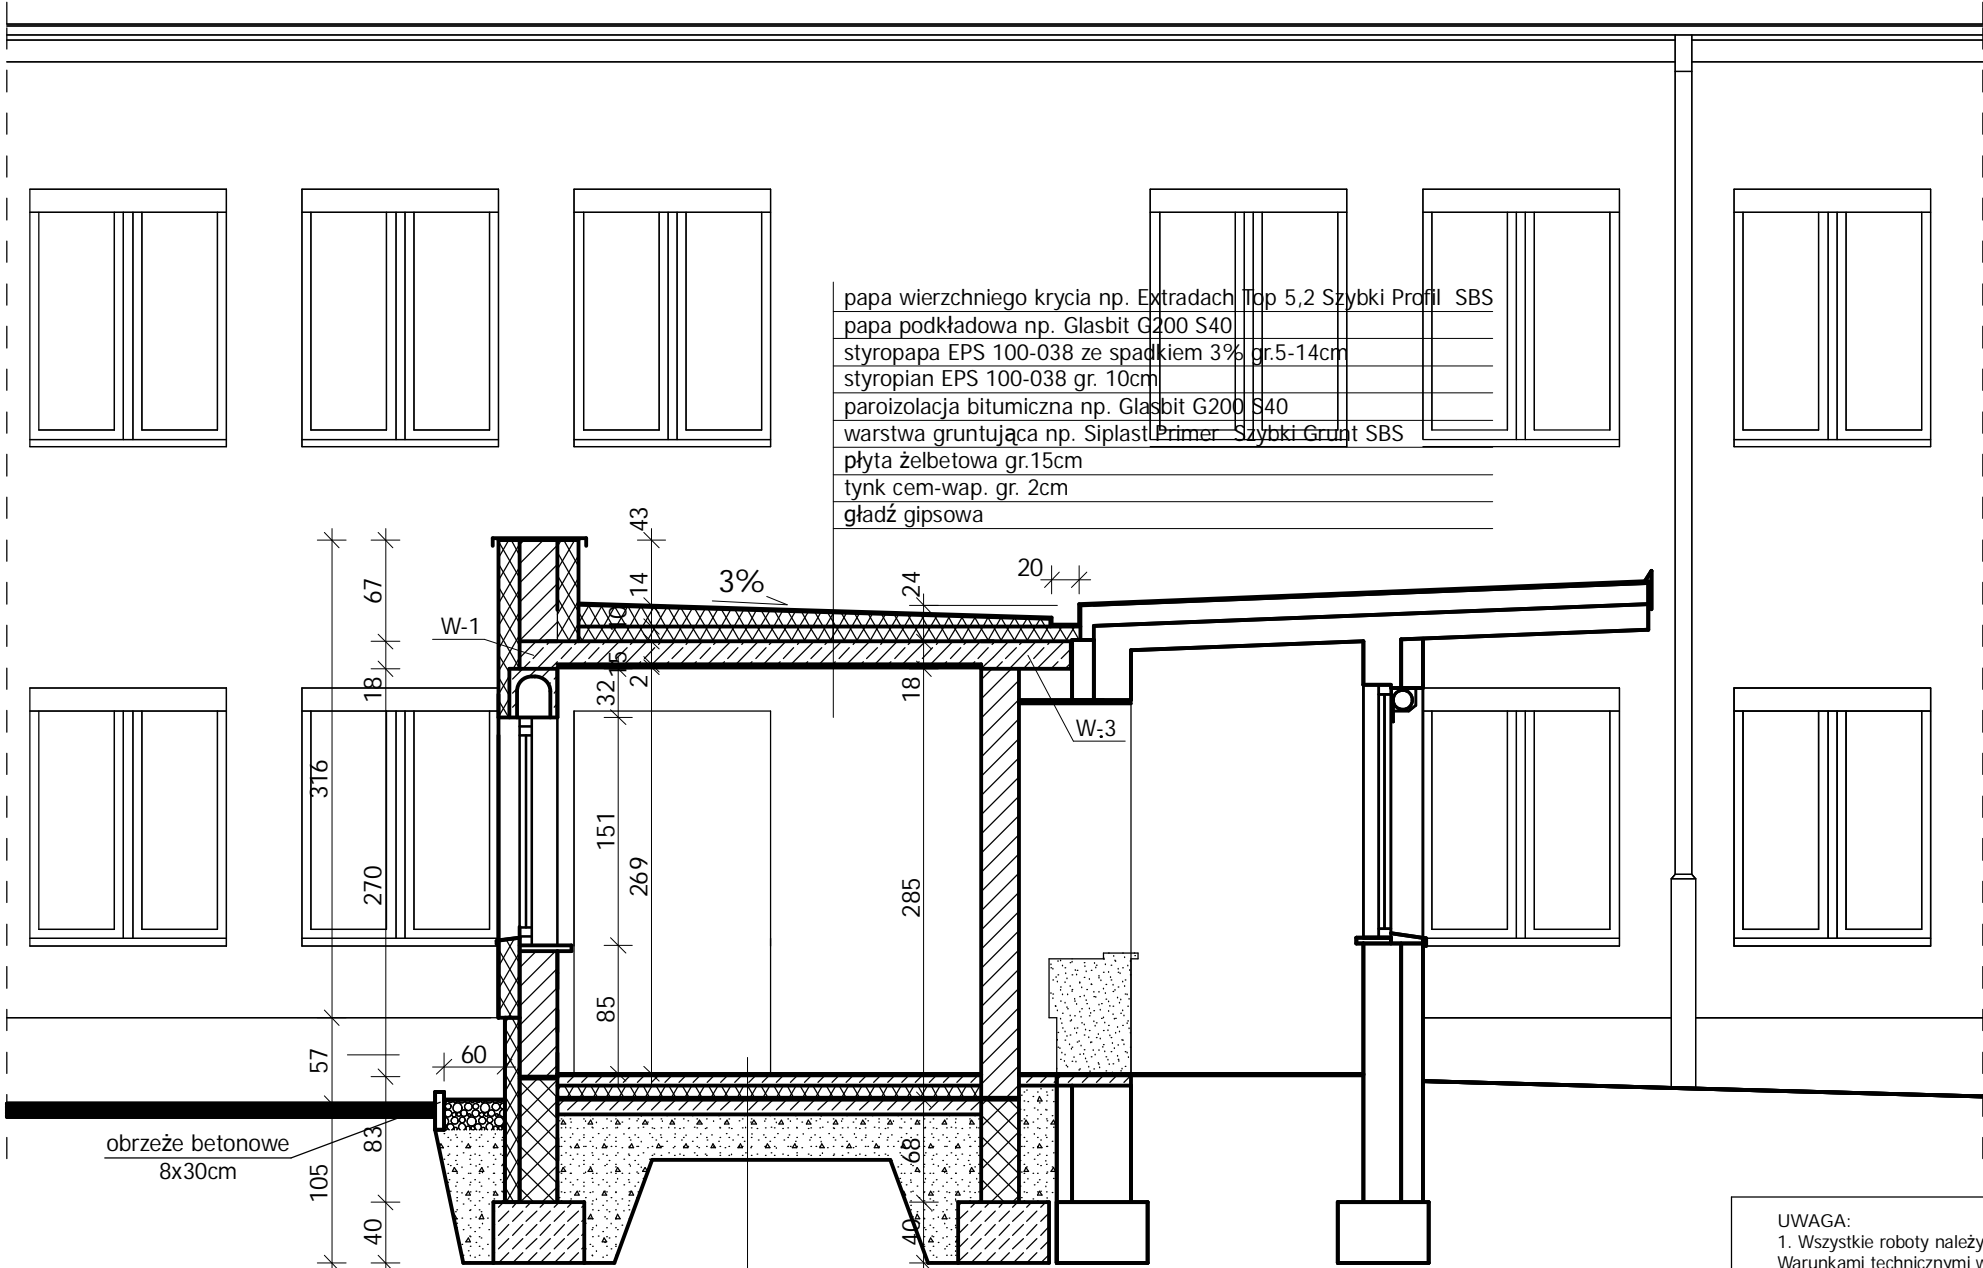 papa wierzchniego krycia np. Extradach Top 5,2 Szybki Profil SBS
papa podkładowa np. Glasbit G200 S40
styropapa EPS 100-038 ze spadkiem 3% gr.5-14cm
styropian EPS 100-038 gr. 10cm
paroizolacja bitumiczna np. Glasbit G200 S40
warstwa gruntująca np. Siplast Primer Szybki Grunt SBS
płyta żelbetowa gr.15cm
tynk cem-wap. gr. 2cm
gładź gipsowa
43
67
14
3%
24
20
10
W-1
15
2
18
32
18
W-3
316
151
270
269
285
85
57
60
obrzeże betonowe
8x30cm
83
68
105
40
40
UWAGA:
1. Wszystkie roboty należy
Warunkami technicznymi w